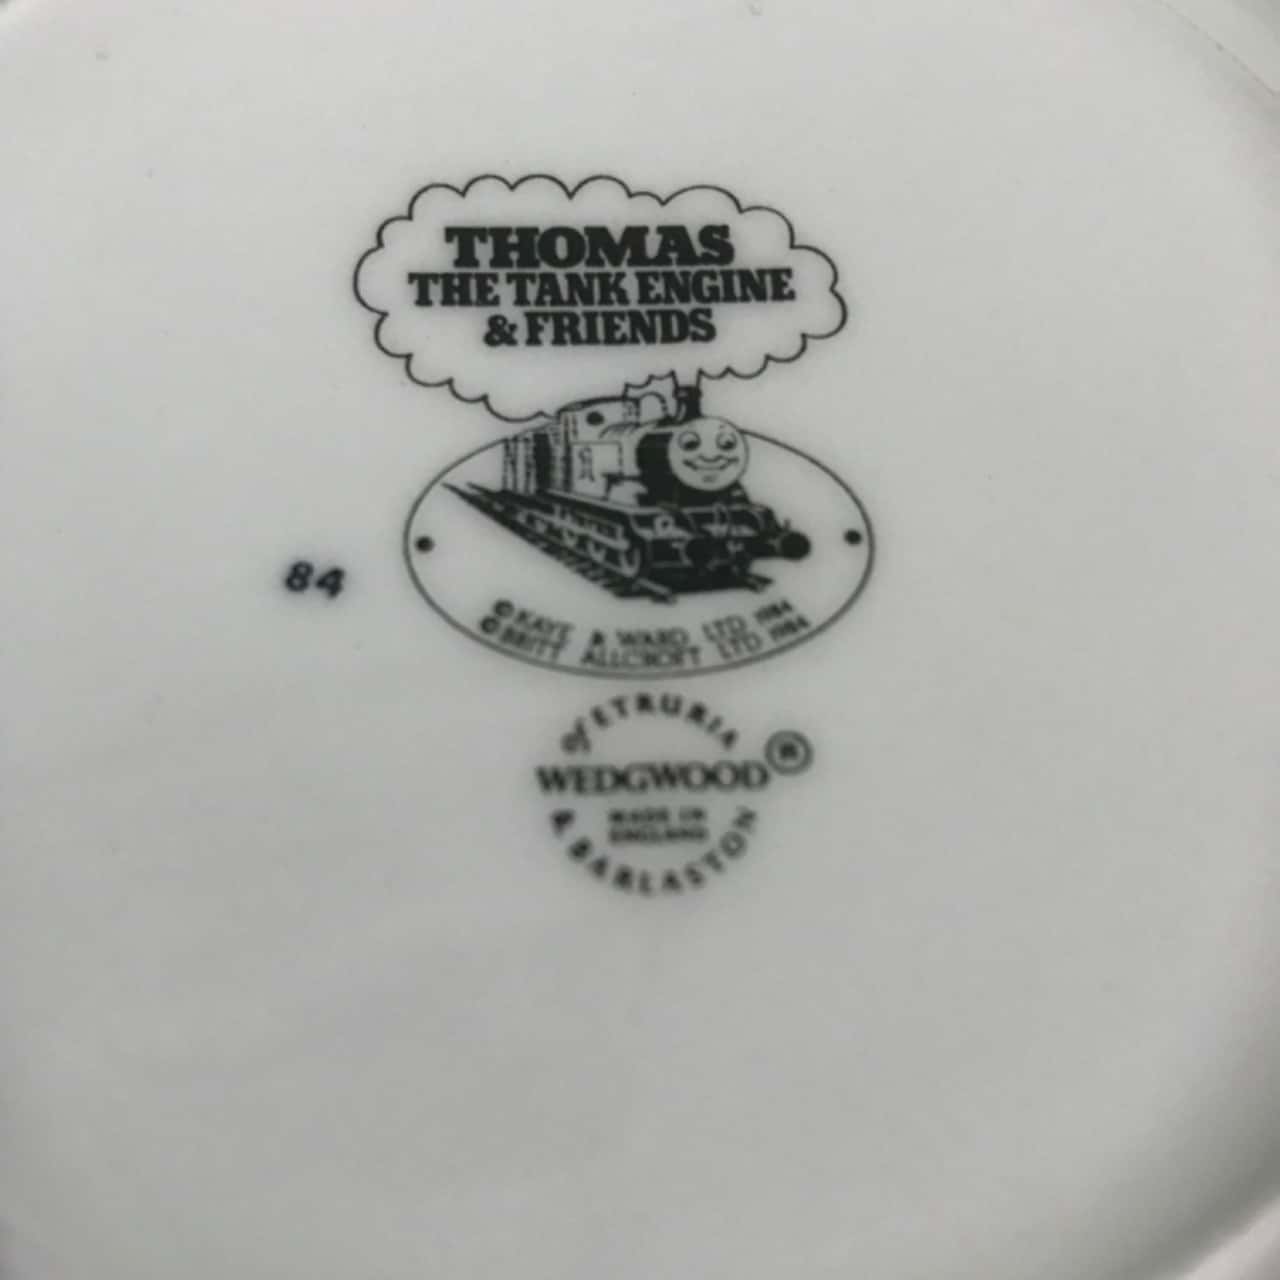 THOMAS
THE TANK ENGINE
& FRIENDS
84
© KAYE & WARD LTD 1984
© BRITT ALLCROFT LTD 1984
of ETRURIA
WEDGWOOD ®
MADE IN
ENGLAND
& BARLASTON